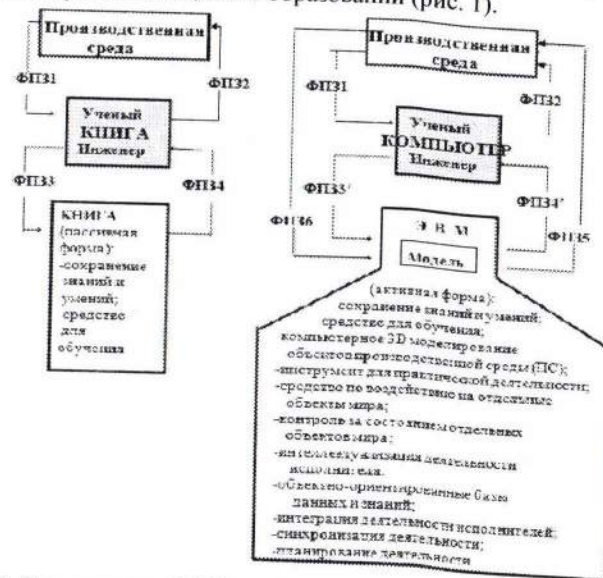 образовании (рис. 1).
Производственная
среда
ФПЗ1
ФПЗ2
Ученый
КНИГА
Инженер
ФПЗ3
ФПЗ4
КНИГА
(пассивная
форма):
-сохранение
знаний и
умений;
средство
для
обучения
Производственная
среда
ФПЗ1
ФПЗ2
Ученый
КОМПЬЮТЕР
Инженер
ФПЗ3'
ФПЗ4'
ФПЗ6
ФПЗ5
Э В М
Модель
(активная форма):
сохранение знаний и умений;
средство для обучения;
компьютерное 3D моделирование
объектов производственной среды (ПС);
-инструмент для практической деятельности;
-средство по воздействию на отдельные
объекты мира;
-контроль за состоянием отдельных
объектов мира;
-интеллектуализация деятельности
исполнителя.
-объектно-ориентированные базы
данных и знаний;
-интеграция деятельности исполнителей;
-синхронизация деятельности;
-планирование деятельности